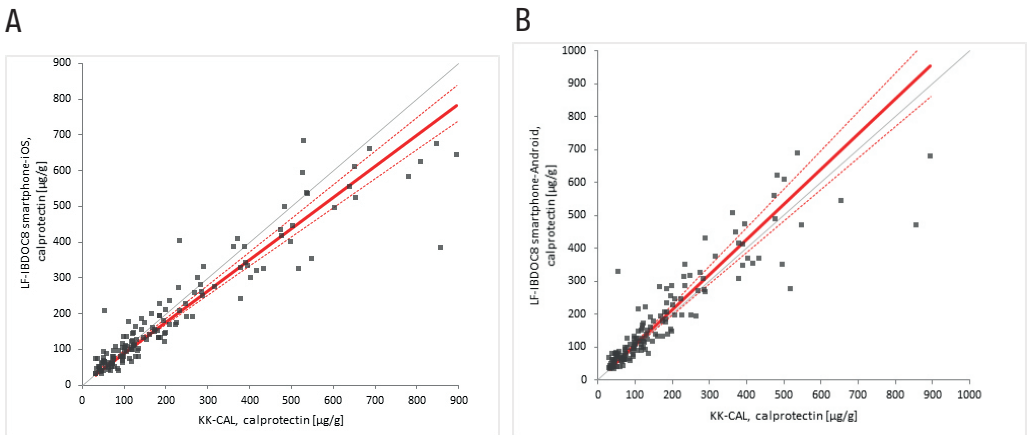 A
900
800
700
600
500
400
300
200
100
0
LF-IBDOC8 smartphone-iOS,
calprotectin [µg/g]
0 100 200 300 400 500 600 700 800 900
KK-CAL, calprotectin [µg/g]
B
1000
900
800
700
600
500
400
300
200
100
0
LF-IBDOC8 smartphone-Android,
calprotectin [µg/g]
0 100 200 300 400 500 600 700 800 900 1000
KK-CAL, calprotectin [µg/g]